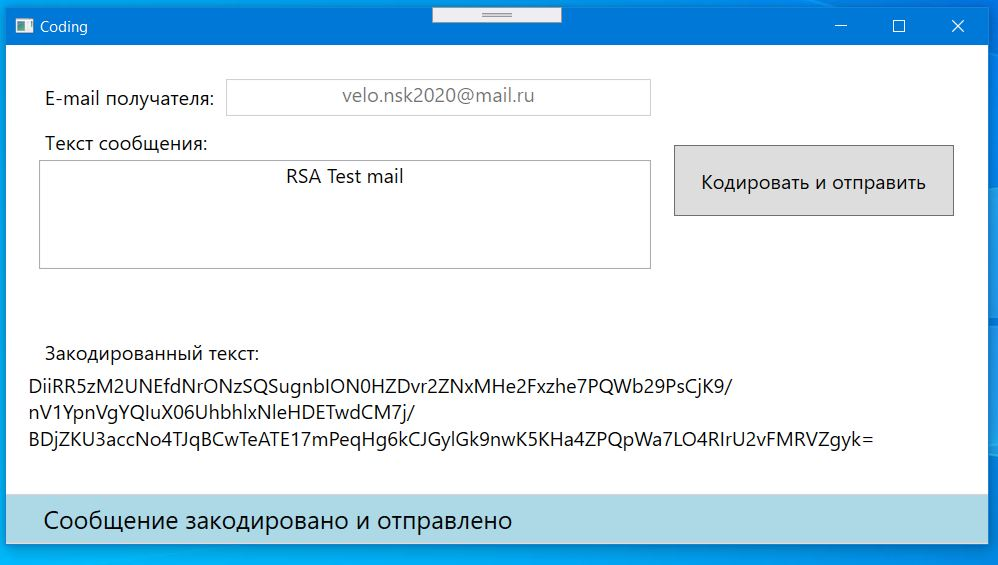 Coding
E-mail получателя:
velo.nsk2020@mail.ru
Текст сообщения:
RSA Test mail
Кодировать и отправить
Закодированный текст:
DiiRR5zM2UNEfdNrONzSQSugnbION0HZDvr2ZNxMHe2Fxzhe7PQWb29PsCjK9/
nV1YpnVgYQIuX06UhbhlxNleHDETwdCM7j/
BDjZKU3accNo4TJqBCwTeATE17mPeqHg6kCJGylGk9nwK5KHa4ZPQpWa7LO4RIrU2vFMRVZgyk=
Сообщение закодировано и отправлено